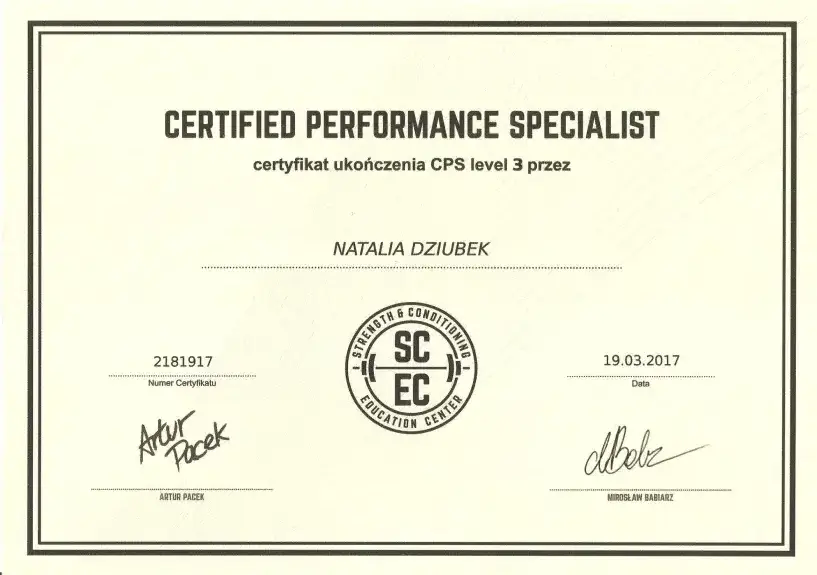 CERTIFIED PERFORMANCE SPECIALIST
certyfikat ukończenia CPS level 3 przez
NATALIA DZIUBEK
STRENGTH & CONDITIONING
SC
EC
EDUCATION CENTER
2181917
Numer Certyfikatu
19.03.2017
Data
Artur
Pacek
ARTUR PACEK
MIROSŁAW BABIARZ